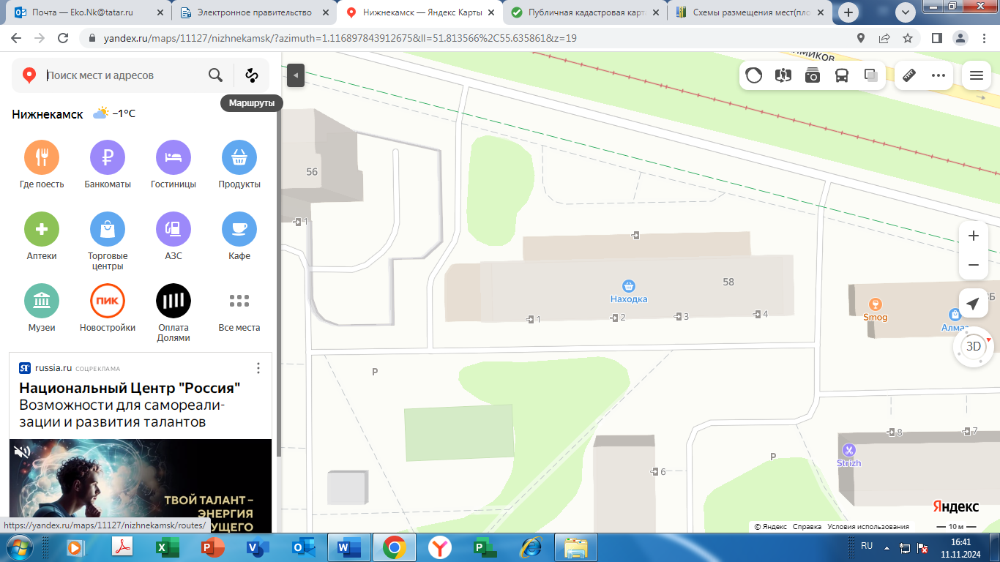 Почта — Eko.Nk@tatar.ru
Электронное правительство
Нижнекамск — Яндекс Карты
Публичная кадастровая карт
Схемы размещения мест(пло
yandex.ru/maps/11127/nizhnekamsk/?azimuth=1.116897843912675&ll=51.813566%2C55.635861&z=19
Поиск мест и адресов
Маршруты
Нижнекамск
−1°C
Где поесть
Банкоматы
Гостиницы
Продукты
Аптеки
Торговые центры
АЗС
Кафе
ПИК
Музеи
Новостройки
Оплата Долями
Все места
russia.ru СОЦРЕКЛАМА
Национальный Центр "Россия"
Возможности для самореали-
зации и развития талантов
ТВОЙ ТАЛАНТ –
ЭНЕРГИЯ
УЩЕГО
https://yandex.ru/maps/11127/nizhnekamsk/routes/
ИМИКОВ
56
1
58
Находка
1
2
3
4
Smog
Алмаз
Б
3D
P
P
8
7
Strizh
6
Яндекс
© Яндекс Справка Условия использования
10 м
RU
16:41
11.11.2024